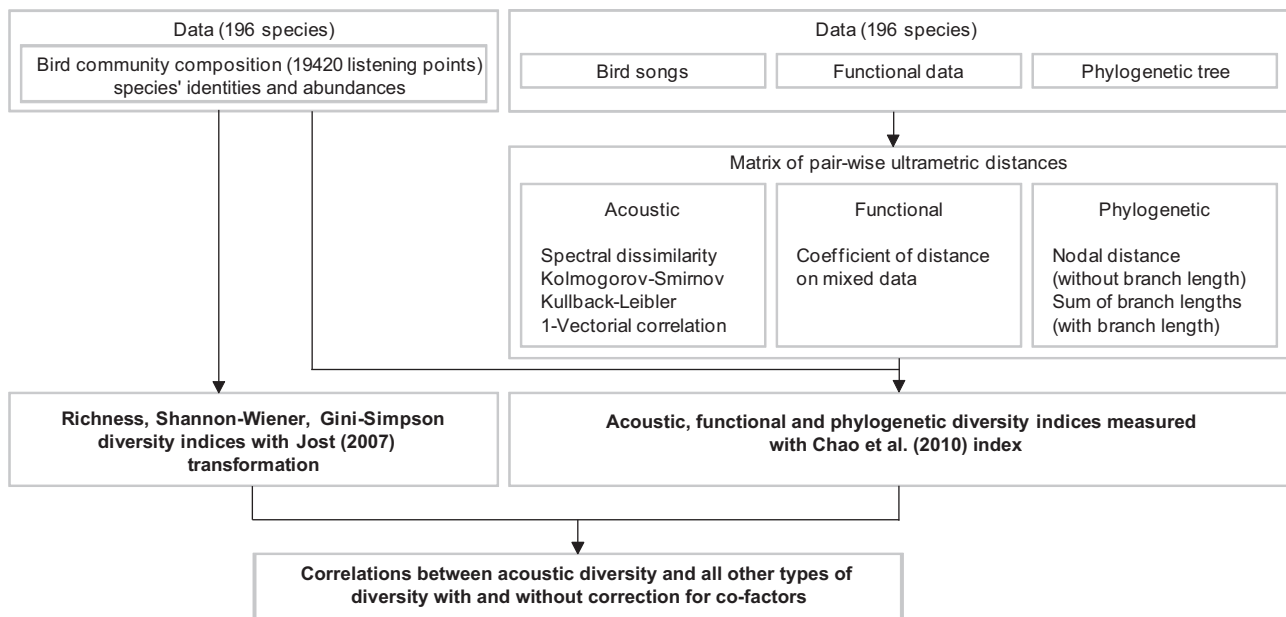 Data (196 species)
Bird community composition (19420 listening points)
species' identities and abundances
Data (196 species)
Bird songs
Functional data
Phylogenetic tree
Matrix of pair-wise ultrametric distances
Acoustic
Spectral dissimilarity
Kolmogorov-Smirnov
Kullback-Leibler
1-Vectorial correlation
Functional
Coefficient of distance
on mixed data
Phylogenetic
Nodal distance
(without branch length)
Sum of branch lengths
(with branch length)
Richness, Shannon-Wiener, Gini-Simpson
diversity indices with Jost (2007)
transformation
Acoustic, functional and phylogenetic diversity indices measured
with Chao et al. (2010) index
Correlations between acoustic diversity and all other types of
diversity with and without correction for co-factors